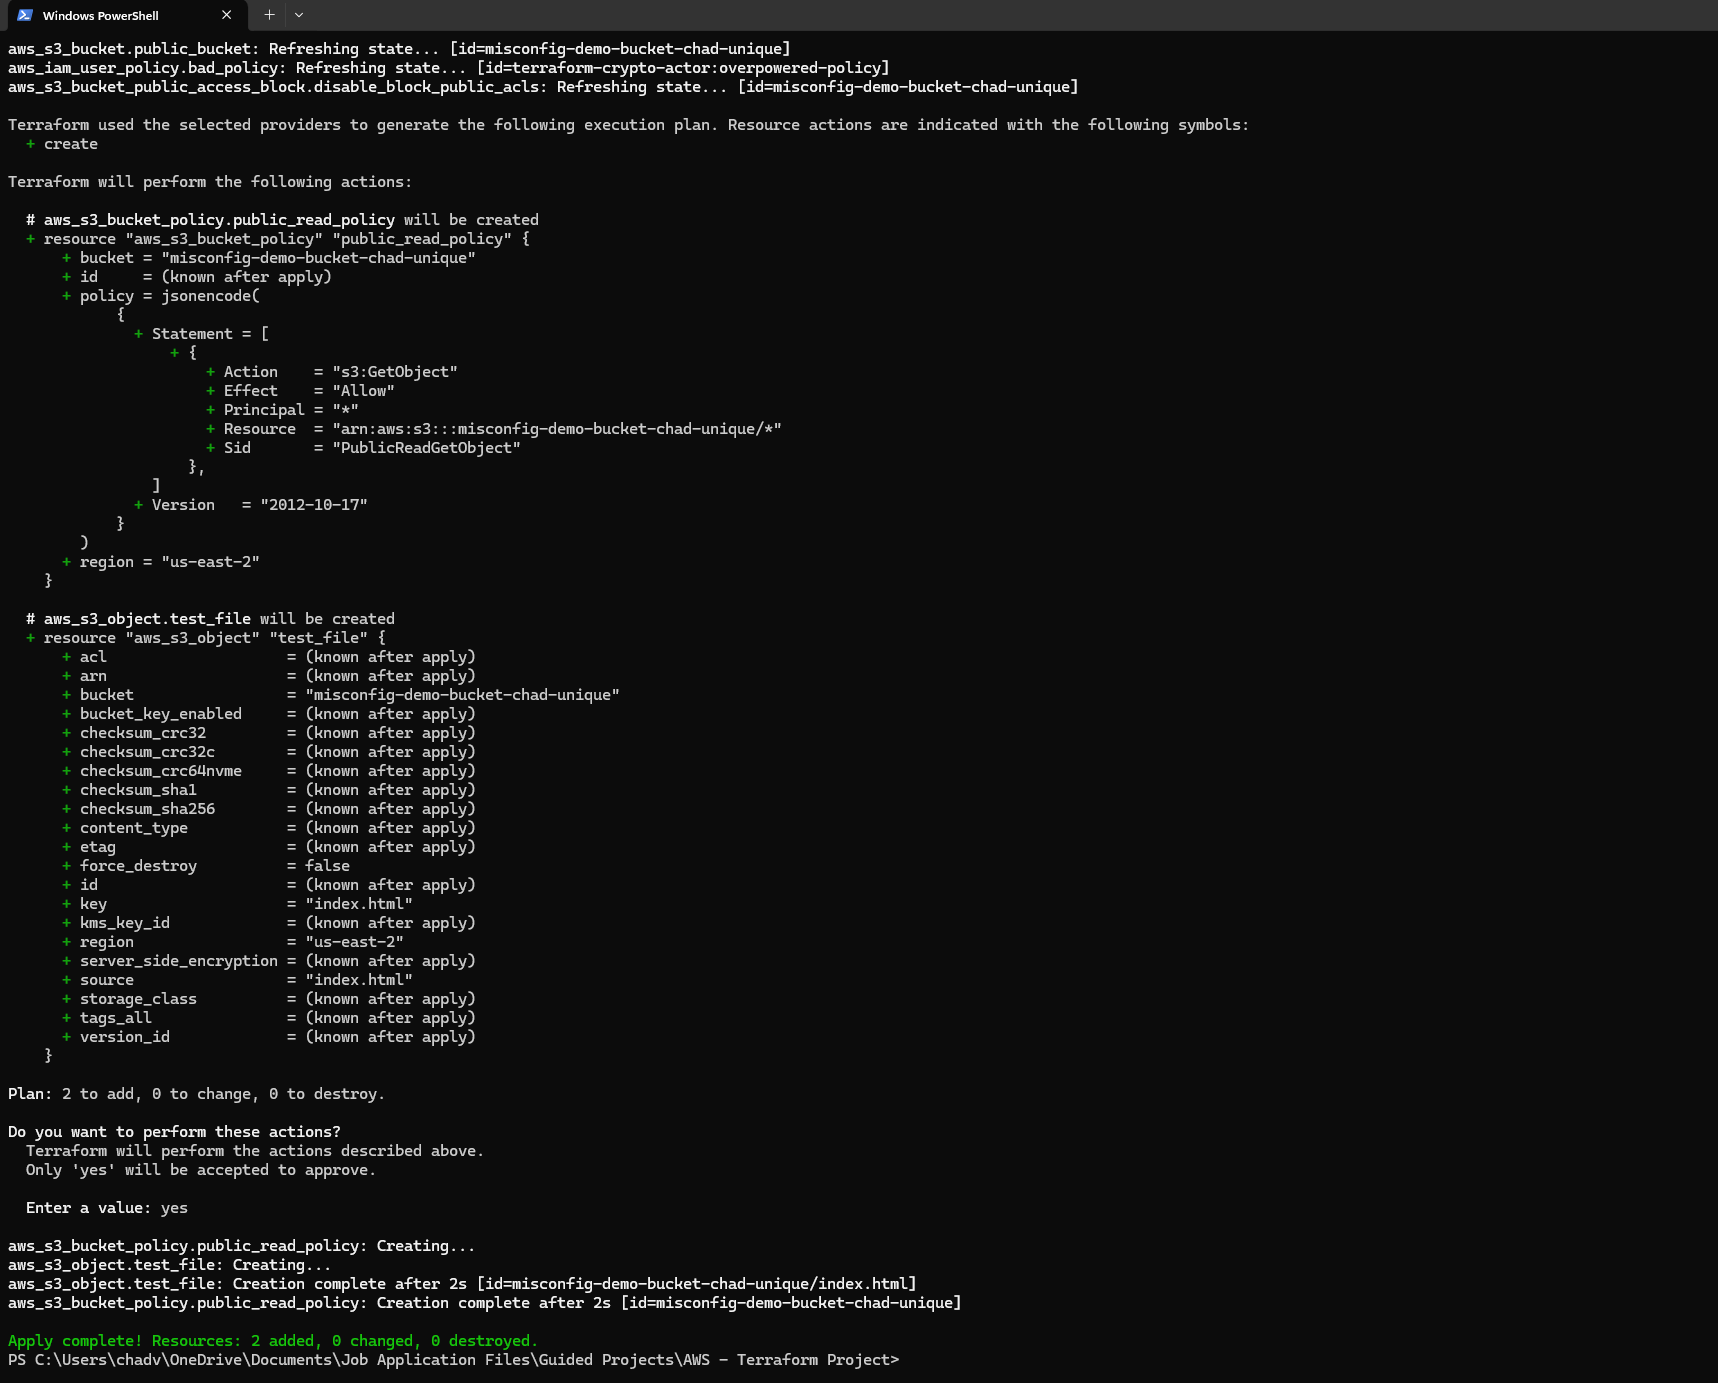 Windows PowerShell
aws_s3_bucket.public_bucket: Refreshing state... [id=misconfig-demo-bucket-chad-unique]
aws_iam_user_policy.bad_policy: Refreshing state... [id=terraform-crypto-actor:overpowered-policy]
aws_s3_bucket_public_access_block.disable_block_public_acls: Refreshing state... [id=misconfig-demo-bucket-chad-unique]

Terraform used the selected providers to generate the following execution plan. Resource actions are indicated with the following symbols:
  + create

Terraform will perform the following actions:

  # aws_s3_bucket_policy.public_read_policy will be created
  + resource "aws_s3_bucket_policy" "public_read_policy" {
      + bucket = "misconfig-demo-bucket-chad-unique"
      + id     = (known after apply)
      + policy = jsonencode(
            {
              + Statement = [
                  + {
                      + Action    = "s3:GetObject"
                      + Effect    = "Allow"
                      + Principal = "*"
                      + Resource  = "arn:aws:s3:::misconfig-demo-bucket-chad-unique/*"
                      + Sid       = "PublicReadGetObject"
                    },
                ]
              + Version   = "2012-10-17"
            }
        )
      + region = "us-east-2"
    }

  # aws_s3_object.test_file will be created
  + resource "aws_s3_object" "test_file" {
      + acl                    = (known after apply)
      + arn                    = (known after apply)
      + bucket                 = "misconfig-demo-bucket-chad-unique"
      + bucket_key_enabled     = (known after apply)
      + checksum_crc32         = (known after apply)
      + checksum_crc32c        = (known after apply)
      + checksum_crc64nvme     = (known after apply)
      + checksum_sha1          = (known after apply)
      + checksum_sha256        = (known after apply)
      + content_type           = (known after apply)
      + etag                   = (known after apply)
      + force_destroy          = false
      + id                     = (known after apply)
      + key                    = "index.html"
      + kms_key_id             = (known after apply)
      + region                 = "us-east-2"
      + server_side_encryption = (known after apply)
      + source                 = "index.html"
      + storage_class          = (known after apply)
      + tags_all               = (known after apply)
      + version_id             = (known after apply)
    }

Plan: 2 to add, 0 to change, 0 to destroy.

Do you want to perform these actions?
  Terraform will perform the actions described above.
  Only 'yes' will be accepted to approve.

  Enter a value: yes

aws_s3_bucket_policy.public_read_policy: Creating...
aws_s3_object.test_file: Creating...
aws_s3_object.test_file: Creation complete after 2s [id=misconfig-demo-bucket-chad-unique/index.html]
aws_s3_bucket_policy.public_read_policy: Creation complete after 2s [id=misconfig-demo-bucket-chad-unique]

Apply complete! Resources: 2 added, 0 changed, 0 destroyed.
PS C:\Users\chadv\OneDrive\Documents\Job Application Files\Guided Projects\AWS - Terraform Project>